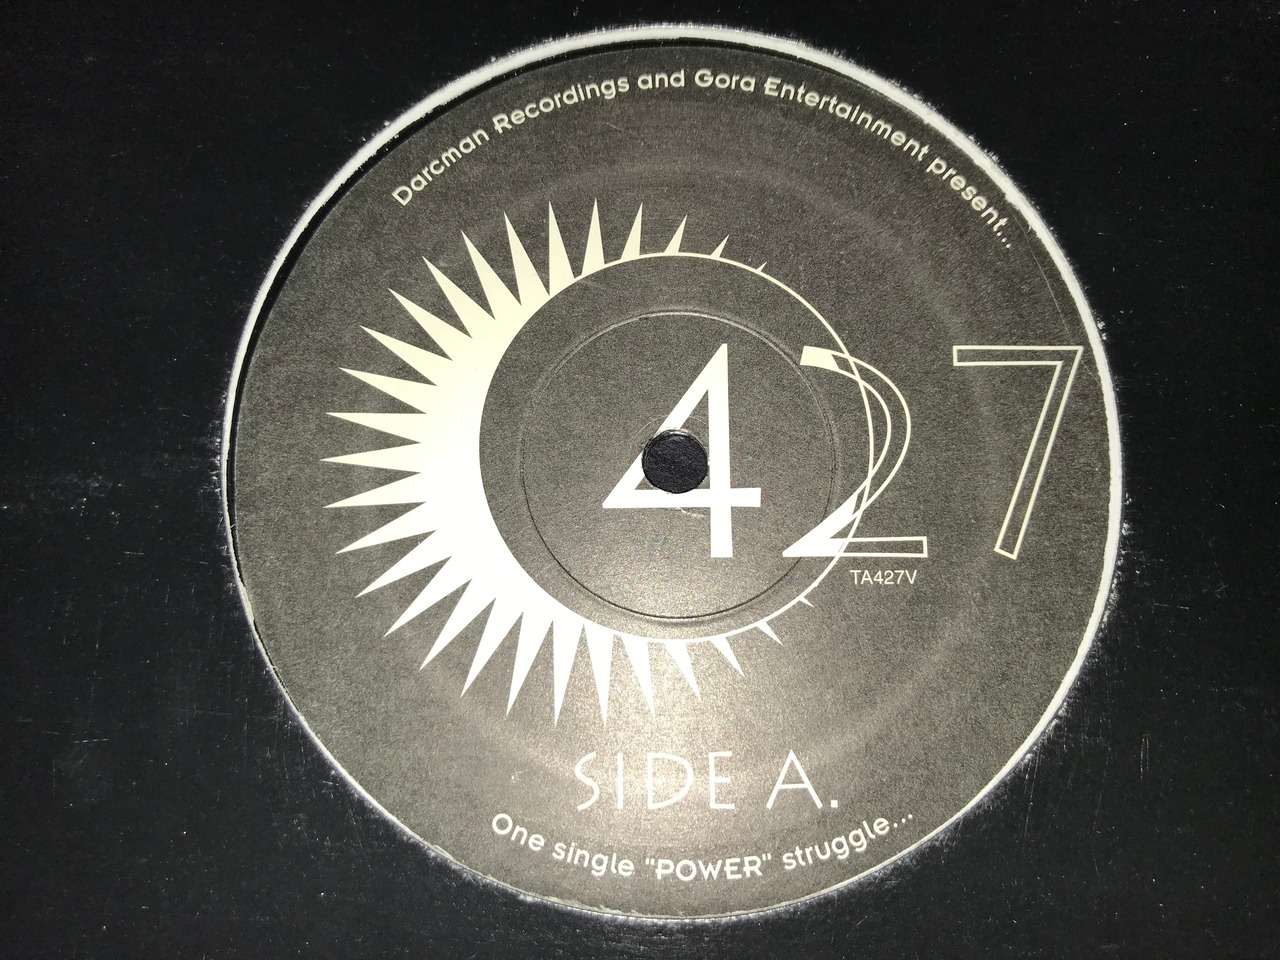 Darcman Recordings and Gora Entertainment present...
427
TA427V
SIDE A.
One single "POWER" struggle...